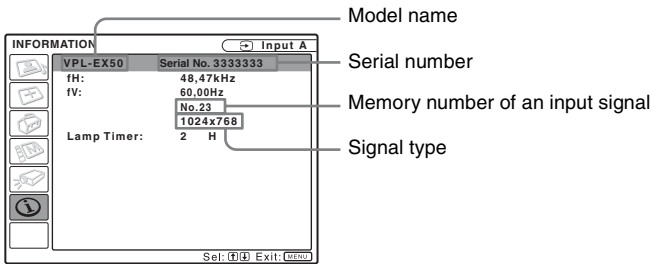 Model name
INFORMATION Input A
VPL-EX50 Serial No. 3333333
Serial number
fH: 48,47kHz
fV: 60,00Hz
No.23
Memory number of an input signal
1024x768
Lamp Timer: 2 H
Signal type
Sel: Exit: MENU